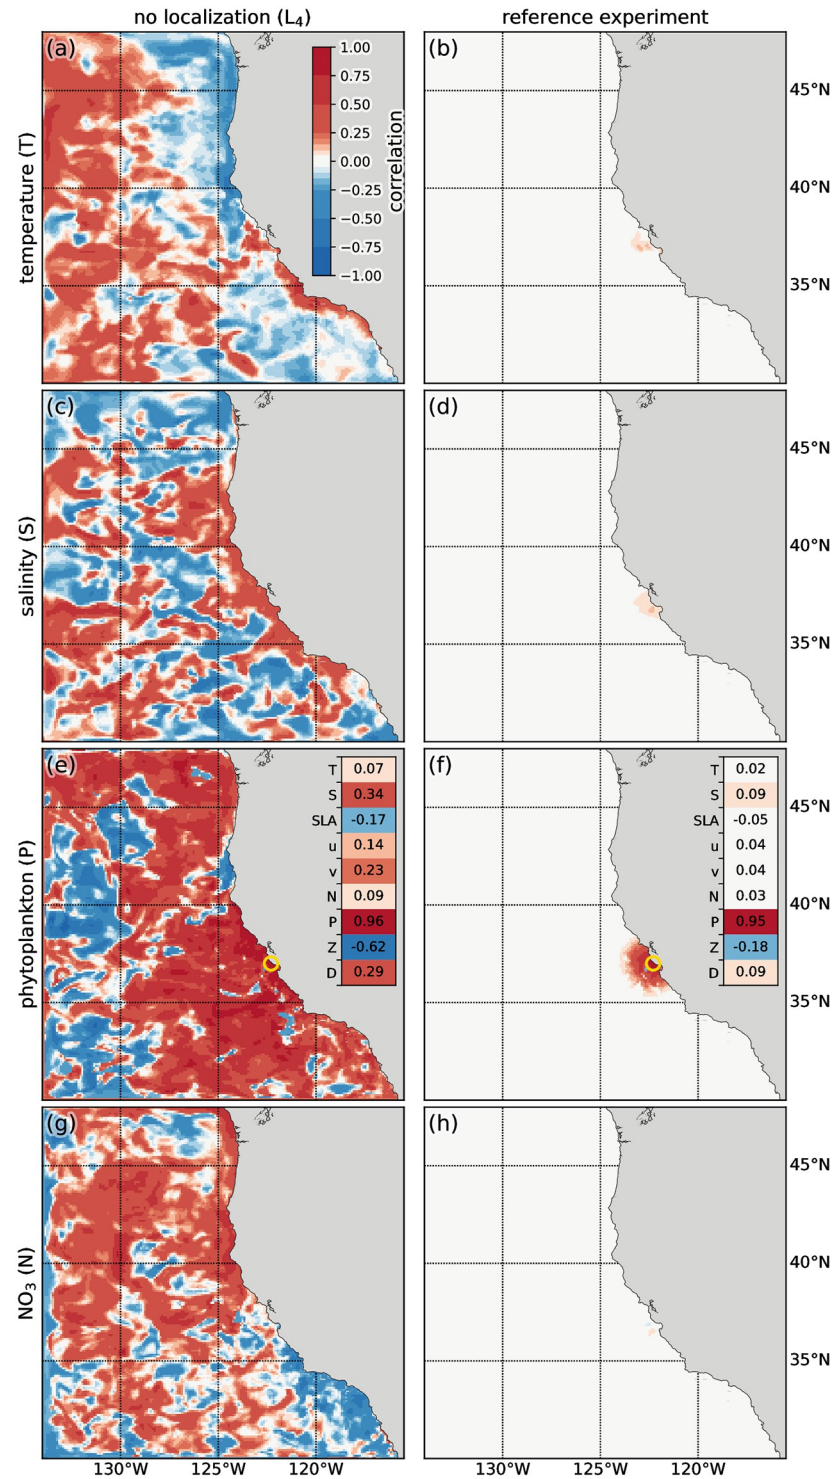 no localization (L4)
reference experiment
temperature (T)
(a)
1.00
0.75
0.50
0.25
0.00
−0.25
−0.50
−0.75
−1.00
correlation
(b)
45°N
40°N
35°N
salinity (S)
(c)
(d)
45°N
40°N
35°N
phytoplankton (P)
(e)
T 0.07
S 0.34
SLA -0.17
u 0.14
v 0.23
N 0.09
P 0.96
Z -0.62
D 0.29
(f)
T 0.02
S 0.09
SLA -0.05
u 0.04
v 0.04
N 0.03
P 0.95
Z -0.18
D 0.09
45°N
40°N
35°N
NO3 (N)
(g)
(h)
45°N
40°N
35°N
130°W 125°W 120°W
130°W 125°W 120°W